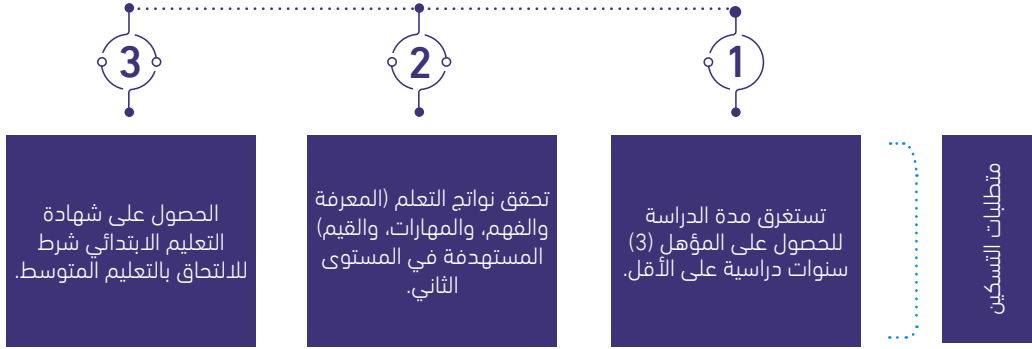 متطلبات التسكين
1
تستغرق مدة الدراسة
للحصول على المؤهل (3)
سنوات دراسية على الأقل.
2
تحقق نواتج التعلم (المعرفة
والفهم، والمهارات، والقيم)
المستهدفة في المستوى
الثاني.
3
الحصول على شهادة
التعليم الابتدائي شرط
للالتحاق بالتعليم المتوسط.